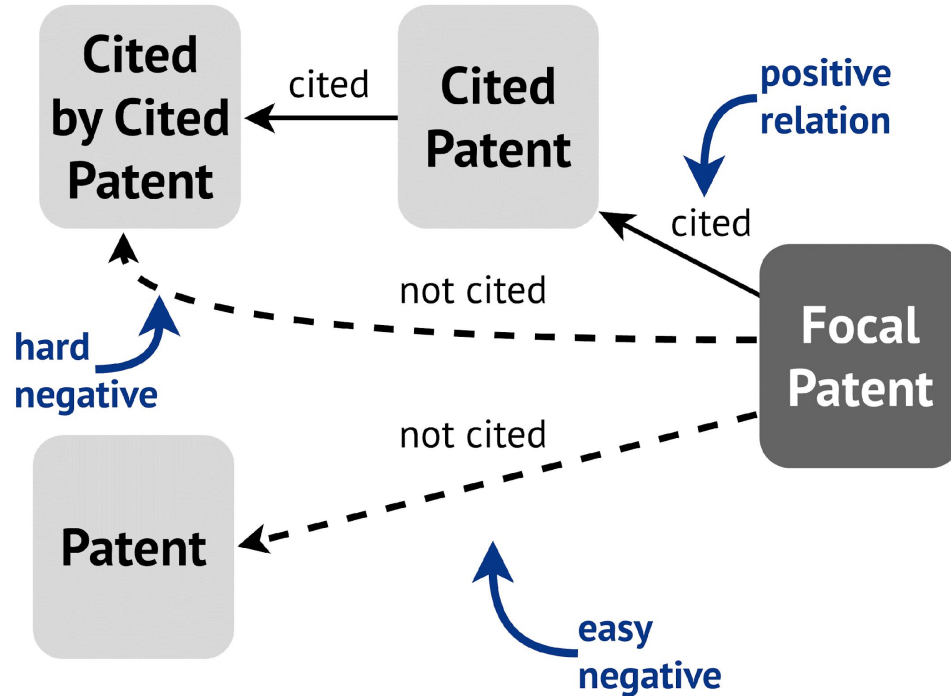 Cited
by Cited
Patent
cited
Cited
Patent
positive
relation
cited
not cited
Focal
Patent
hard
negative
not cited
Patent
easy
negative